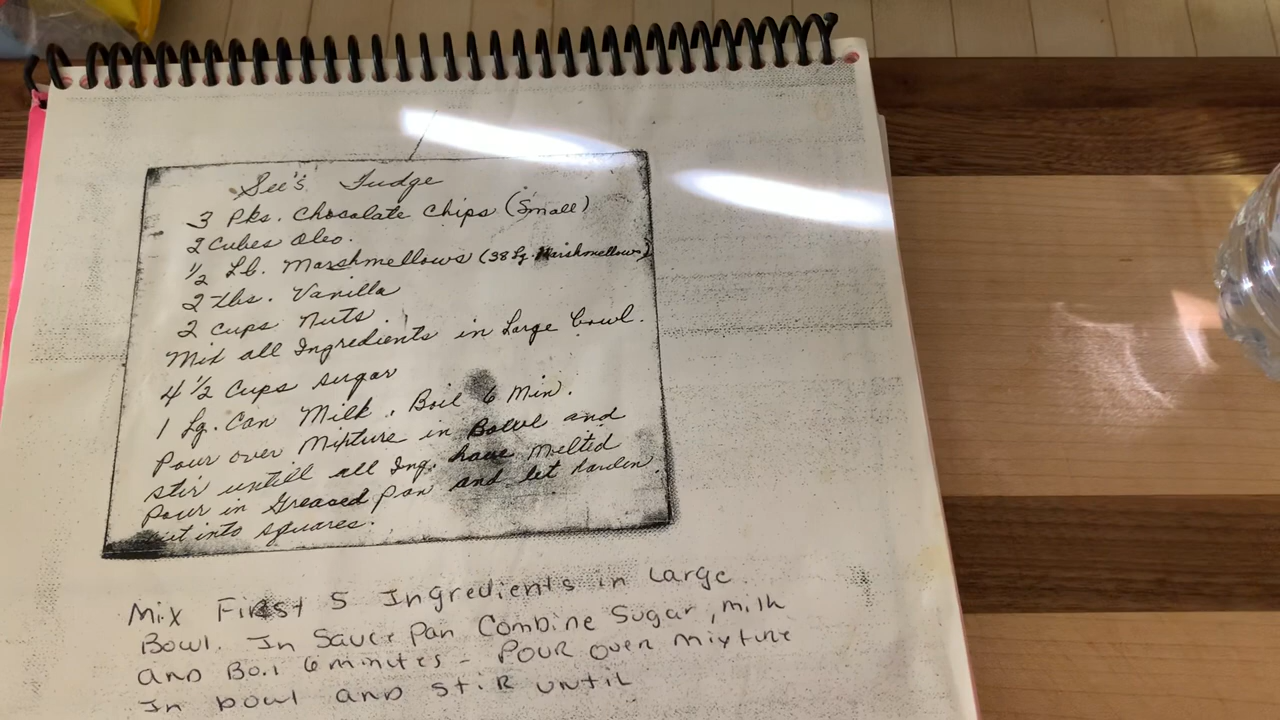 See's Fudge
3 Pks. Chocolate Chips (Small)
2 Cubes Oleo.
1/2 Lb. Marshmellows (38 Lg. Marshmellows)
2 tbs. Vanilla
2 cups Nuts.
Mix all Ingredients in Large bowl.
4 1/2 Cups sugar
1 Lg. Can Milk. Boil 6 Min.
Pour over Mixture in Bowl and
stir untill all Ing. have melted
pour in Greased pan and let harden.
cut into squares.
Mix First 5 Ingredients in Large
Bowl. In Sauce Pan Combine Sugar, milk
AND Boil 6 minutes - POUR over mixture
In bowl AND stiR until